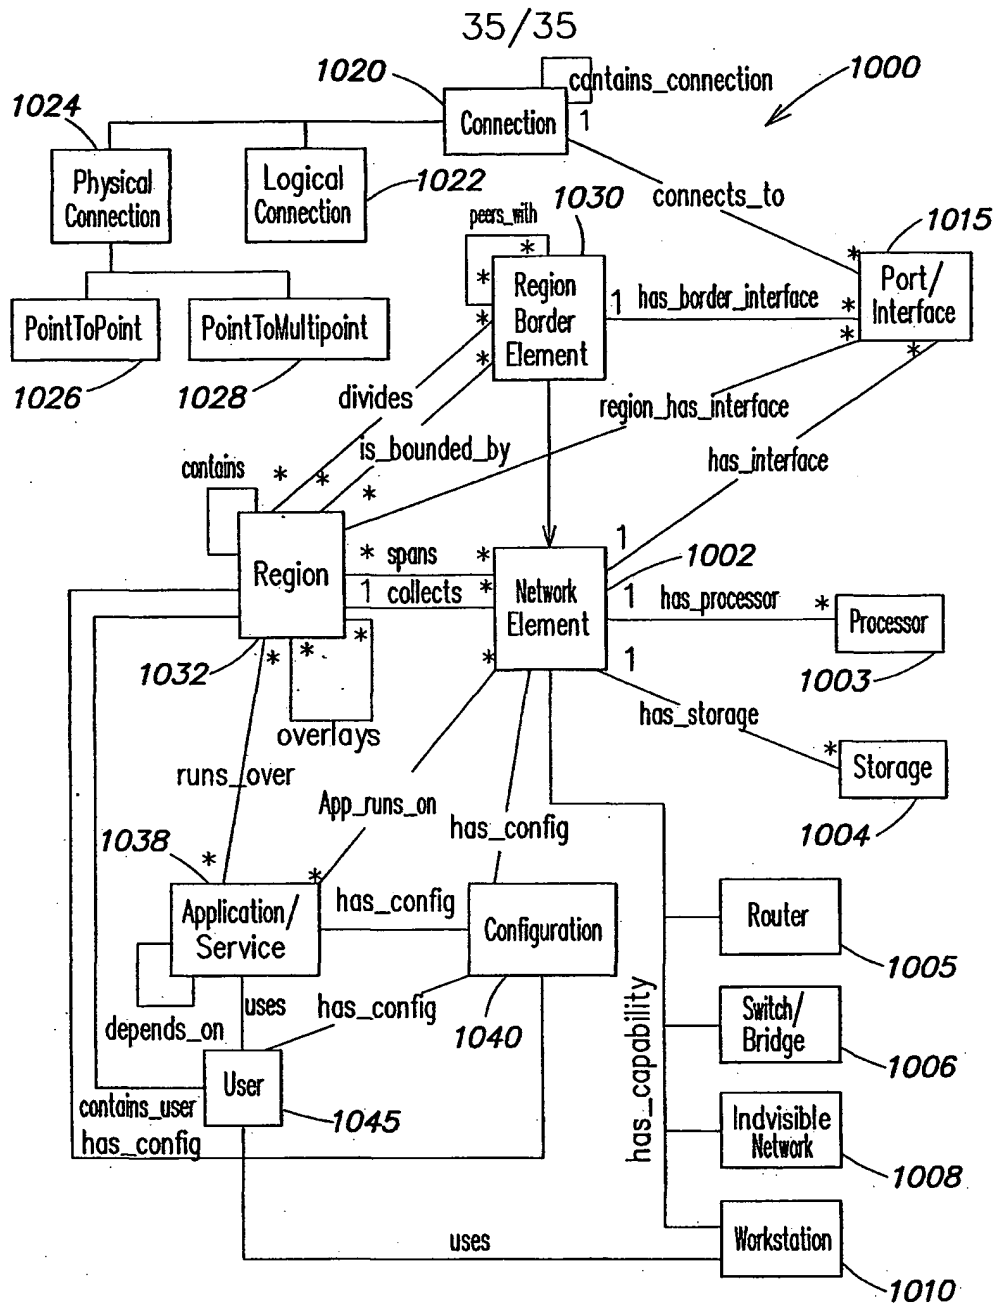 35/35
1020
contains_connection
1000
1024
Connection
1
Physical
Connection
Logical
Connection
1022
connects_to
1030
peers_with
*
*
1015
*
Port/
Interface
Region
Border
Element
1
has_border_interface
*
*
*
*
*
PointToPoint
PointToMultipoint
1026
1028
divides
region_has_interface
is_bounded_by
has_interface
contains
*
*
*
1
Region
* spans *
1 collects *
Network
Element
1002
1
has_processor
*
Processor
1003
1032
*
*
*
*
1
overlays
has_storage
*
Storage
1004
runs_over
App_runs_on
has_config
1038
*
*
Application/
Service
has_config
Configuration
Router
1005
depends_on
uses
has_config
1040
has_capability
Switch/
Bridge
1006
User
1045
contains_user
has_config
Indvisible
Network
1008
uses
Workstation
1010